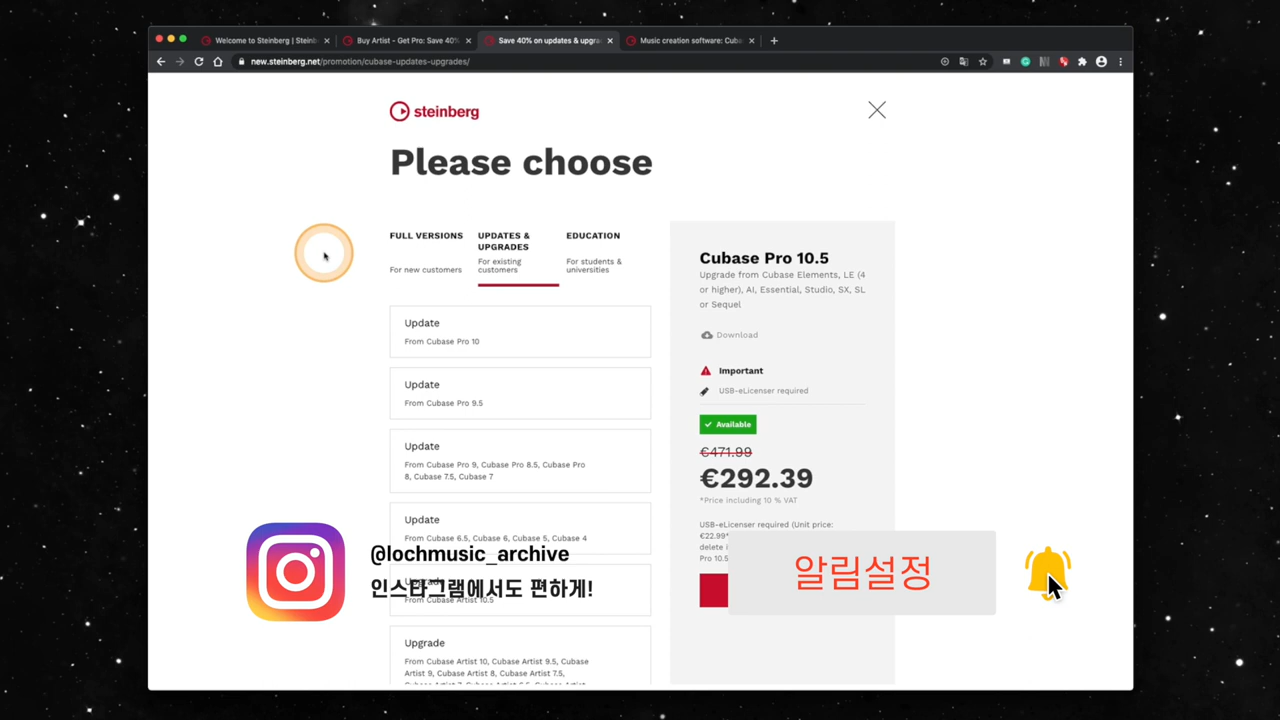 Welcome to Steinberg | Steinb
Buy Artist - Get Pro: Save 40%
Save 40% on updates & upgra
Music creation software: Cuba
new.steinberg.net/promotion/cubase-updates-upgrades/
steinberg
Please choose
FULL VERSIONS
For new customers
UPDATES &
UPGRADES
For existing
customers
EDUCATION
For students &
universities
Update
From Cubase Pro 10
Update
From Cubase Pro 9.5
Update
From Cubase Pro 9, Cubase Pro 8.5, Cubase Pro
8, Cubase 7.5, Cubase 7
Update
From Cubase 6.5, Cubase 6, Cubase 5, Cubase 4
From Cubase Artist 10.5
Upgrade
From Cubase Artist 10, Cubase Artist 9.5, Cubase
Artist 9, Cubase Artist 8, Cubase Artist 7.5,
Cubase Pro 10.5
Upgrade from Cubase Elements, LE (4
or higher), AI, Essential, Studio, SX, SL
or Sequel
Download
Important
USB-eLicenser required
Available
€471.99
€292.39
*Price including 10 % VAT
USB-eLicenser required (Unit price:
€22.99*
delete i
Pro 10.5
@lochmusic_archive
인스타그램에서도 편하게!
알림설정